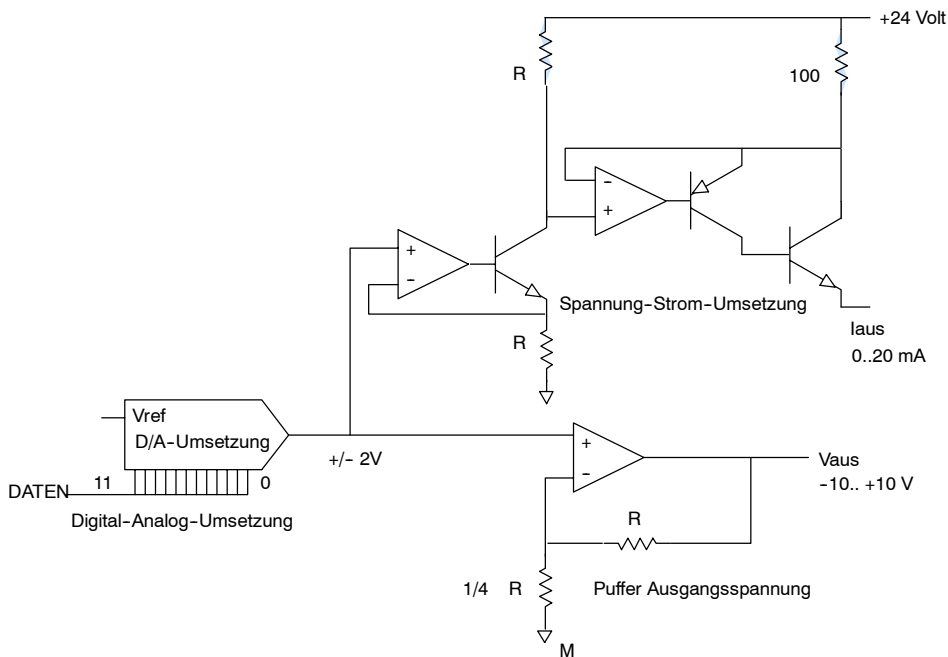 +24 Volt
R
100
-
+
+
-
Spannung-Strom-Umsetzung
R
Iaus
0..20 mA
Vref
D/A-Umsetzung
+
-
+/- 2V
Vaus
-10.. +10 V
DATEN
11
0
Digital-Analog-Umsetzung
R
1/4 R
Puffer Ausgangsspannung
M